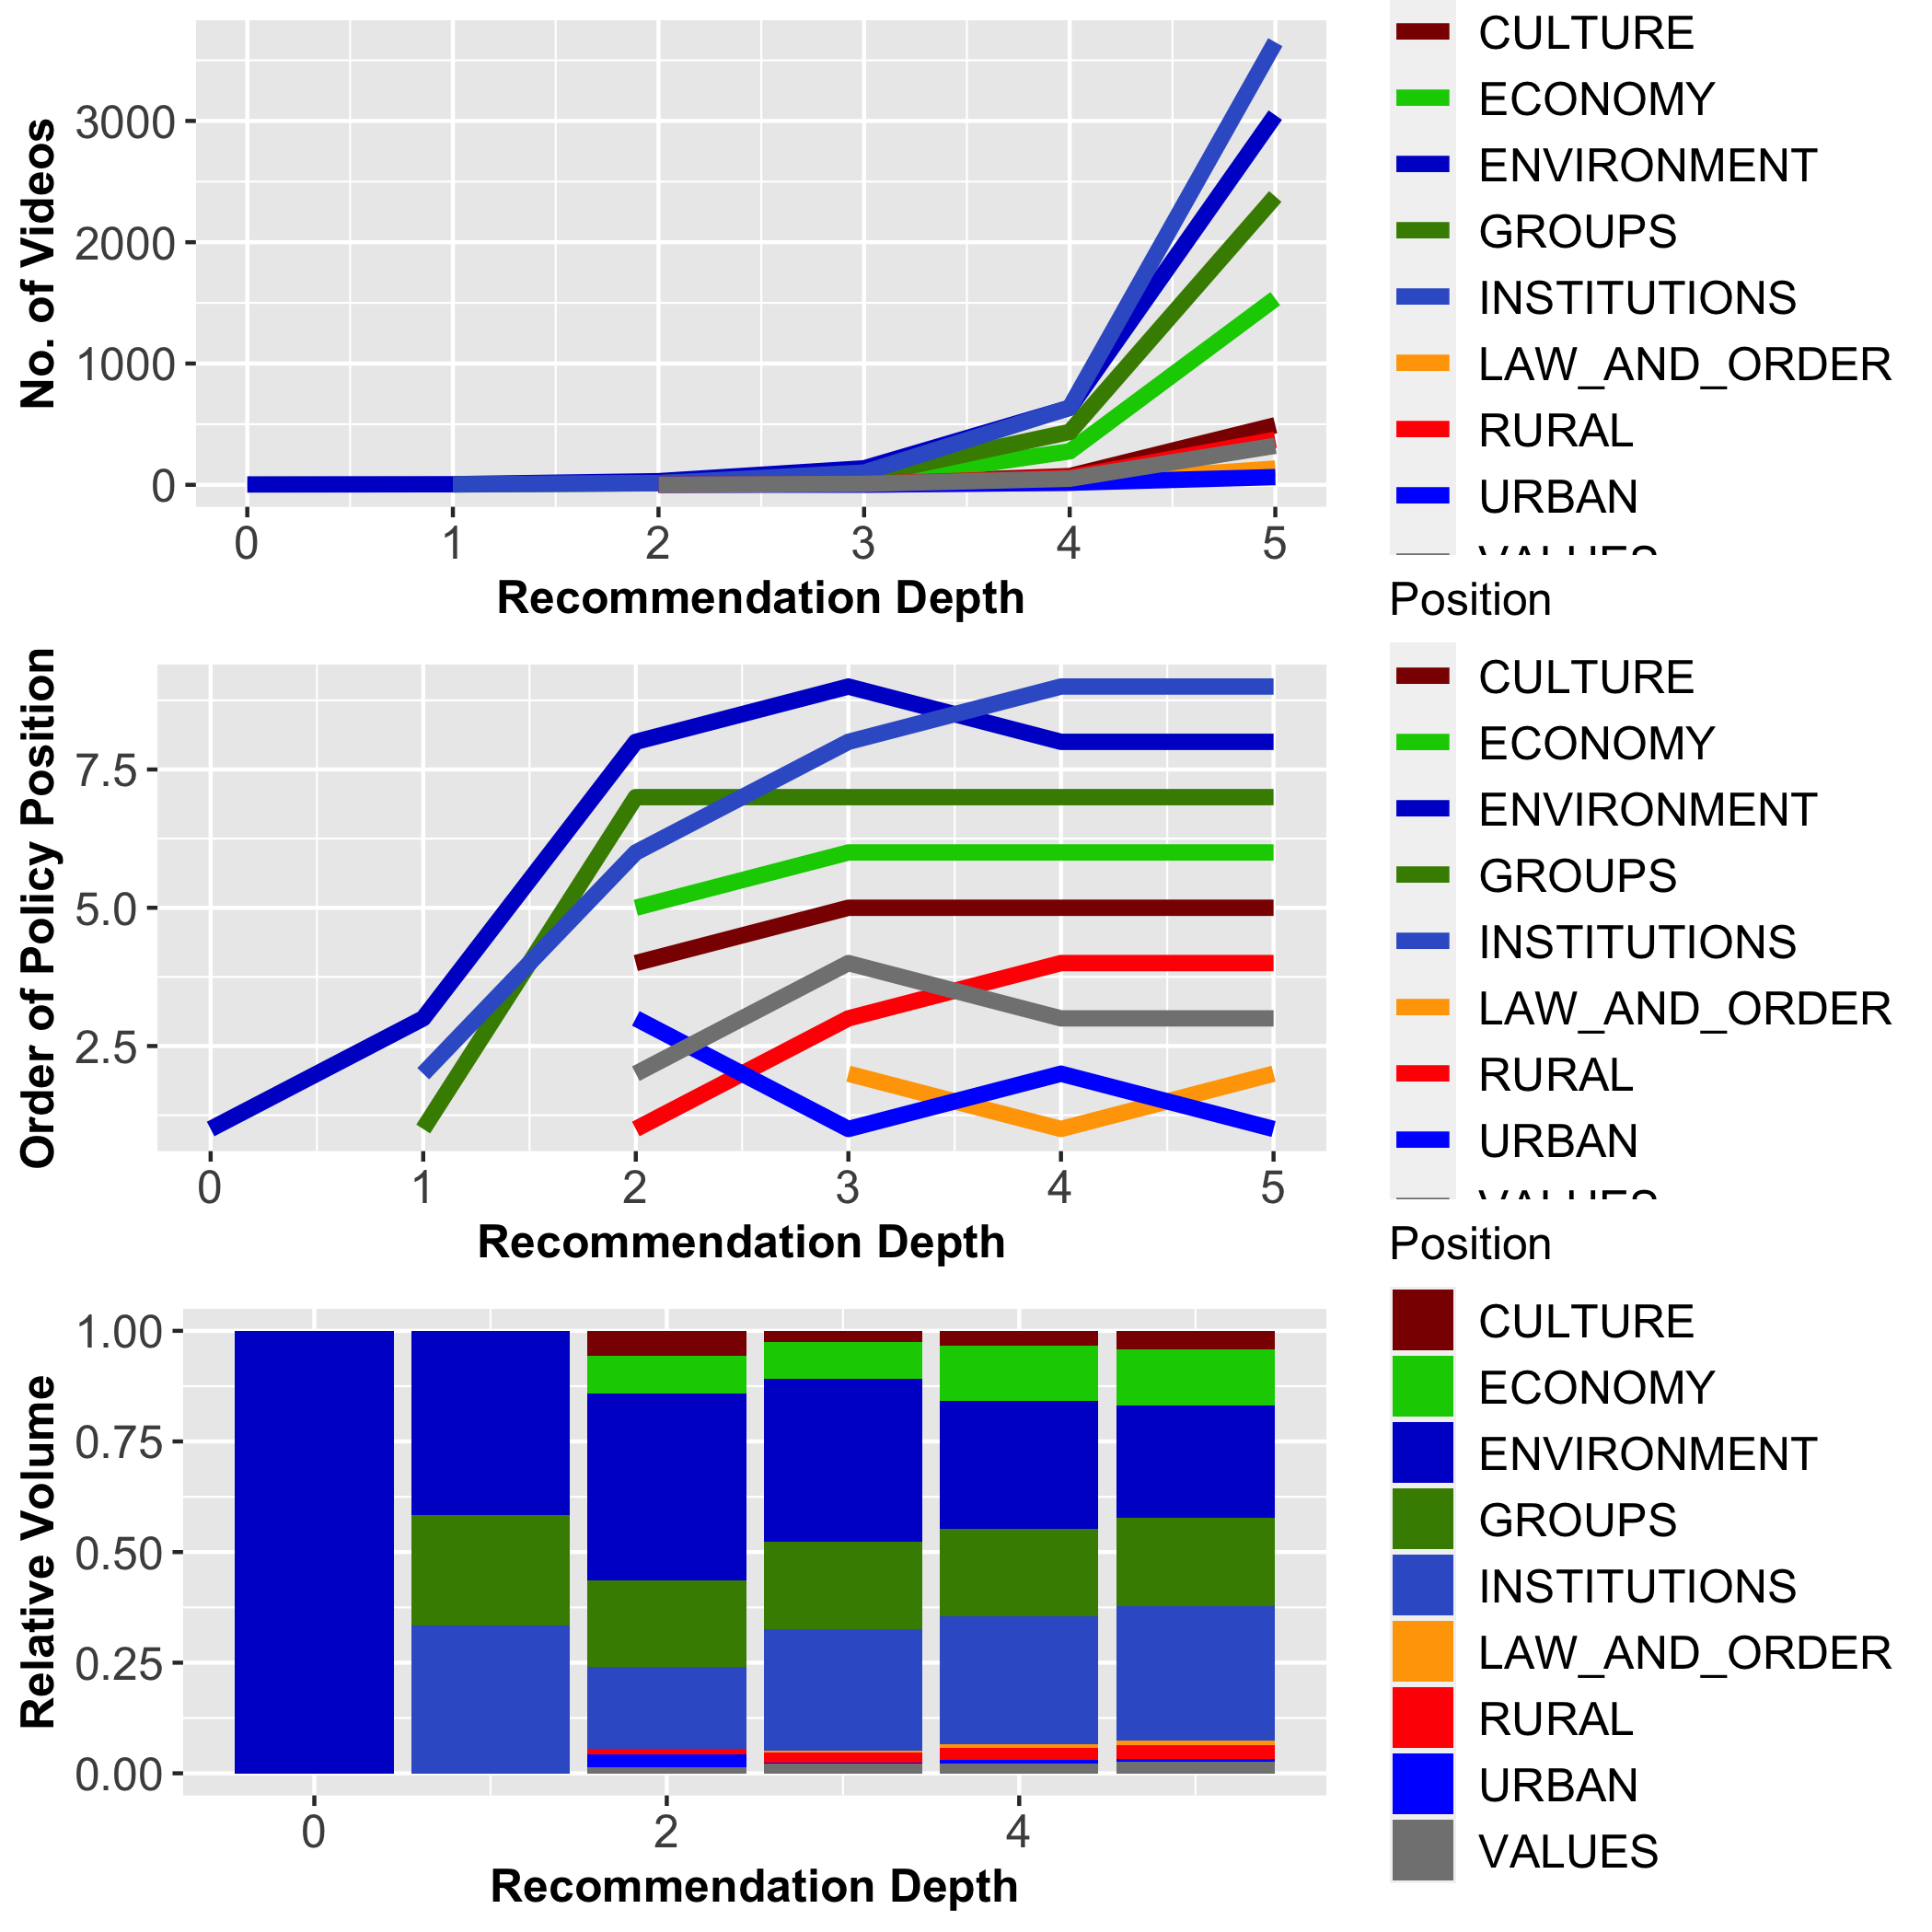 No. of Videos
3000
2000
1000
0
0 1 2 3 4 5
Recommendation Depth
CULTURE
ECONOMY
ENVIRONMENT
GROUPS
INSTITUTIONS
LAW_AND_ORDER
RURAL
URBAN
VALUES
Order of Policy Position
7.5
5.0
2.5
0 1 2 3 4 5
Recommendation Depth
Position
CULTURE
ECONOMY
ENVIRONMENT
GROUPS
INSTITUTIONS
LAW_AND_ORDER
RURAL
URBAN
VALUES
Relative Volume
1.00
0.75
0.50
0.25
0.00
0 2 4
Recommendation Depth
Position
CULTURE
ECONOMY
ENVIRONMENT
GROUPS
INSTITUTIONS
LAW_AND_ORDER
RURAL
URBAN
VALUES